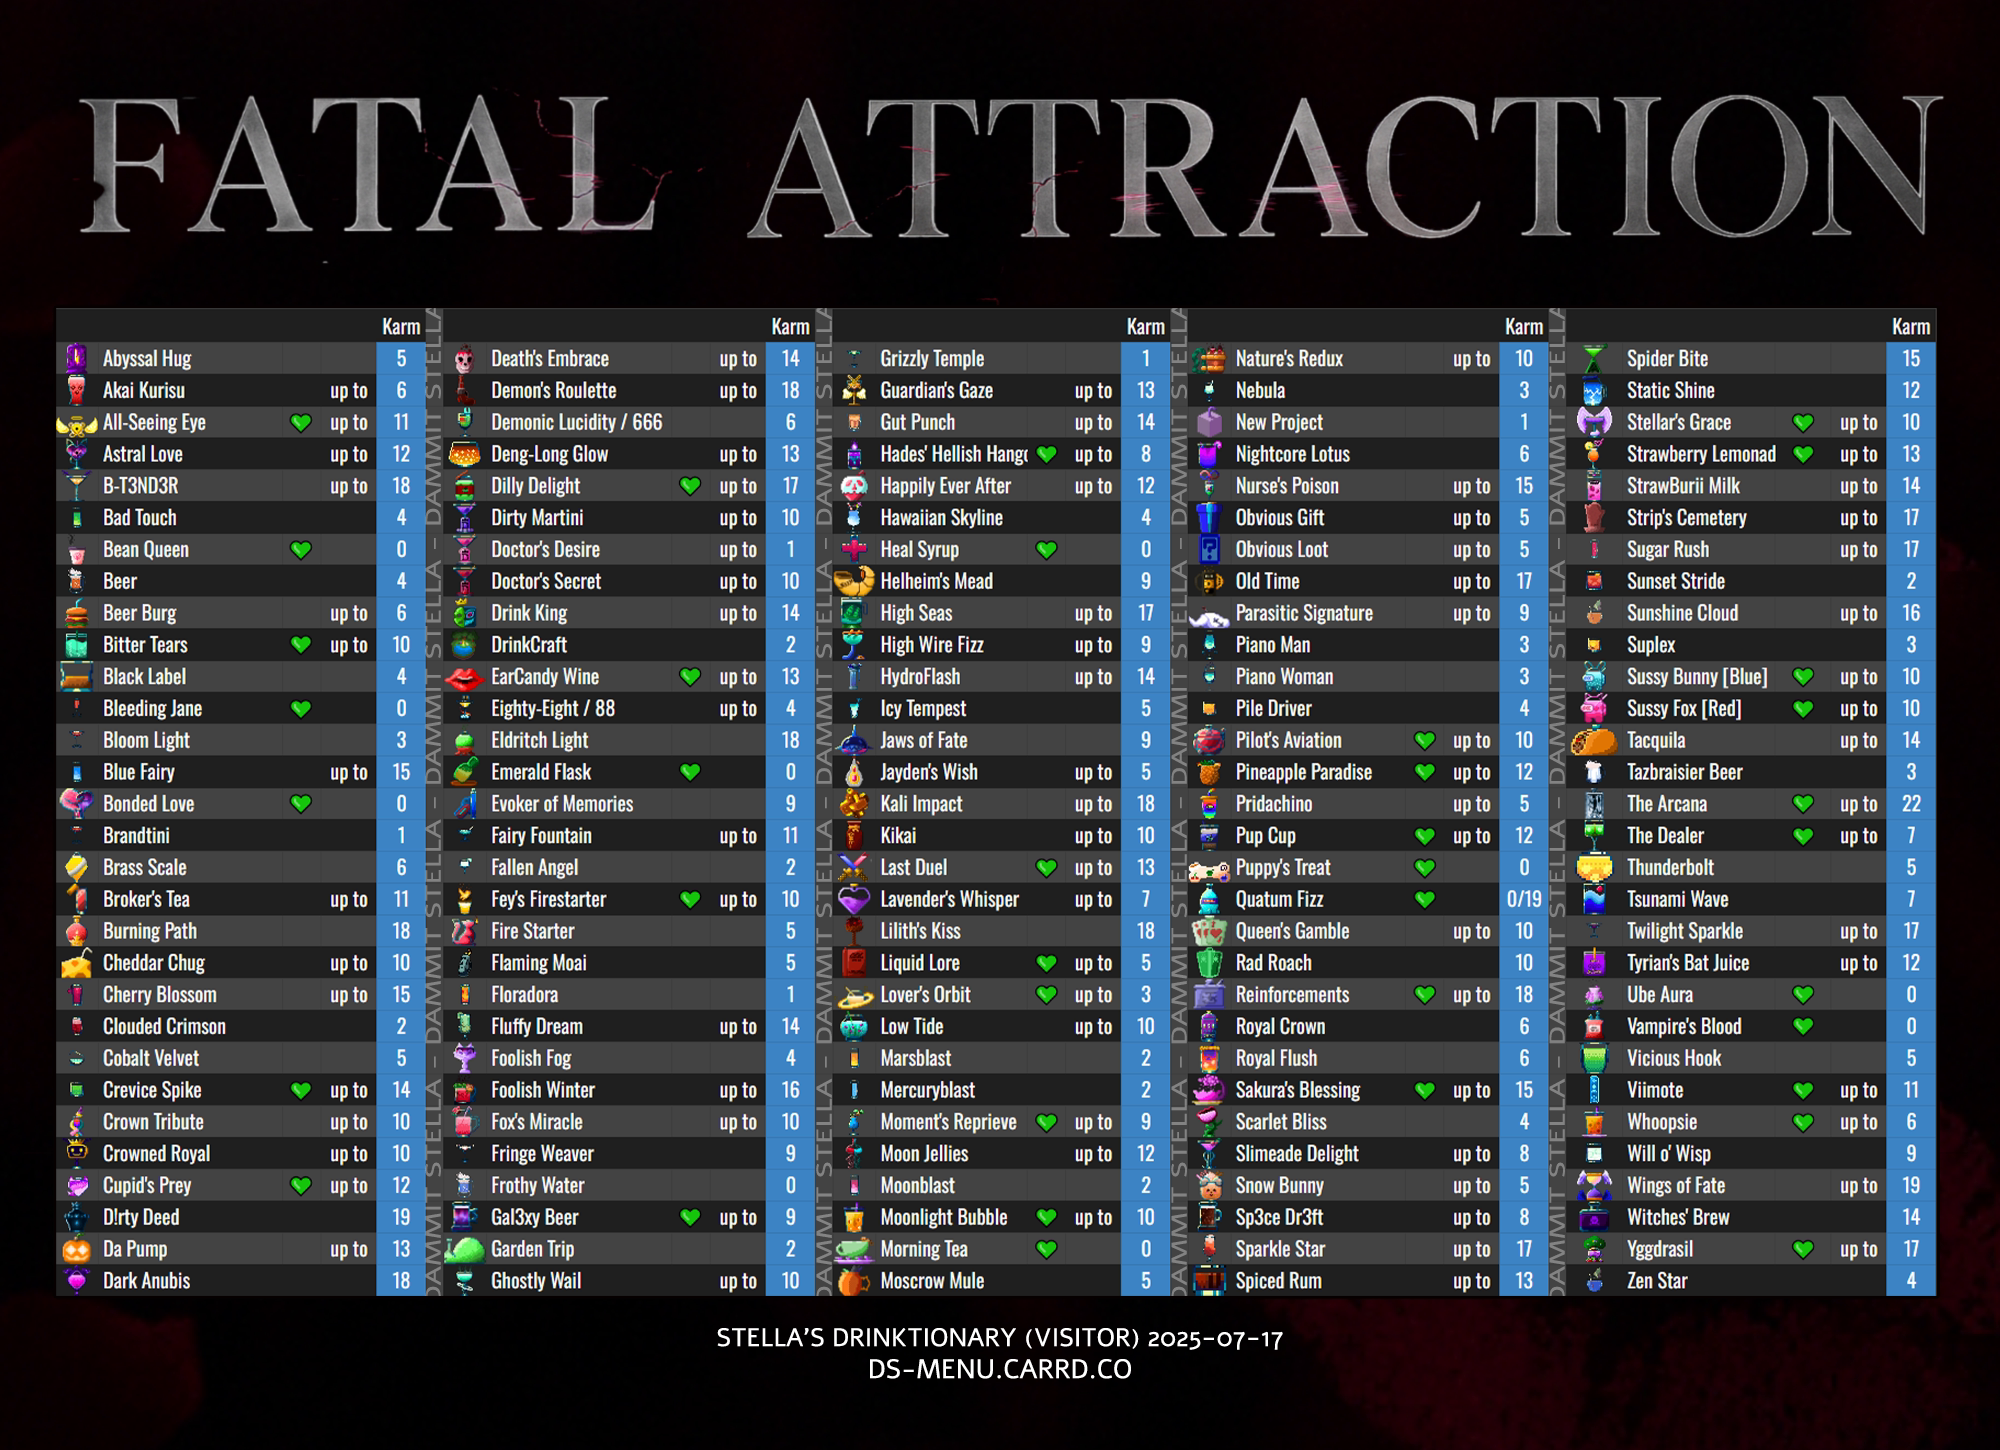 FATAL ATTRACTION
Karm
Abyssal Hug 5
Akai Kurisu up to 6
All-Seeing Eye up to 11
Astral Love up to 12
B-T3ND3R up to 18
Bad Touch 4
Bean Queen 0
Beer 4
Beer Burg up to 6
Bitter Tears up to 10
Black Label 4
Bleeding Jane 0
Bloom Light 3
Blue Fairy up to 15
Bonded Love 0
Brandtini 1
Brass Scale 6
Broker's Tea up to 11
Burning Path 18
Cheddar Chug up to 10
Cherry Blossom up to 15
Clouded Crimson 2
Cobalt Velvet 5
Crevice Spike up to 14
Crown Tribute up to 10
Crowned Royal up to 10
Cupid's Prey up to 12
D!rty Deed 19
Da Pump up to 13
Dark Anubis 18
STELLA - DAMMIT STELLA - DAMMIT STELLA
Karm
Death's Embrace up to 14
Demon's Roulette up to 18
Demonic Lucidity / 666 6
Deng-Long Glow up to 13
Dilly Delight up to 17
Dirty Martini up to 10
Doctor's Desire up to 1
Doctor's Secret up to 10
Drink King up to 14
DrinkCraft 2
EarCandy Wine up to 13
Eighty-Eight / 88 up to 4
Eldritch Light 18
Emerald Flask 0
Evoker of Memories 9
Fairy Fountain up to 11
Fallen Angel 2
Fey's Firestarter up to 10
Fire Starter 5
Flaming Moai 5
Floradora 1
Fluffy Dream up to 14
Foolish Fog 4
Foolish Winter up to 16
Fox's Miracle up to 10
Fringe Weaver 9
Frothy Water 0
Gal3xy Beer up to 9
Garden Trip 2
Ghostly Wail up to 10
STELLA - DAMMIT STELLA - DAMMIT STELLA
Karm
Grizzly Temple 1
Guardian's Gaze up to 13
Gut Punch up to 14
Hades' Hellish Hango up to 8
Happily Ever After up to 12
Hawaiian Skyline 4
Heal Syrup 0
Helheim's Mead 9
High Seas up to 17
High Wire Fizz up to 9
HydroFlash up to 14
Icy Tempest 5
Jaws of Fate 9
Jayden's Wish up to 5
Kali Impact up to 18
Kikai up to 10
Last Duel up to 13
Lavender's Whisper up to 7
Lilith's Kiss 18
Liquid Lore up to 5
Lover's Orbit up to 3
Low Tide up to 10
Marsblast 2
Mercuryblast 2
Moment's Reprieve up to 9
Moon Jellies up to 12
Moonblast 2
Moonlight Bubble up to 10
Morning Tea 0
Moscrow Mule 5
STELLA - DAMMIT STELLA - DAMMIT STELLA
Karm
Nature's Redux up to 10
Nebula 3
New Project 1
Nightcore Lotus 6
Nurse's Poison up to 15
Obvious Gift up to 5
Obvious Loot up to 5
Old Time up to 17
Parasitic Signature up to 9
Piano Man 3
Piano Woman 3
Pile Driver 4
Pilot's Aviation up to 10
Pineapple Paradise up to 12
Pridachino up to 5
Pup Cup up to 12
Puppy's Treat 0
Quatum Fizz 0/19
Queen's Gamble up to 10
Rad Roach 10
Reinforcements up to 18
Royal Crown 6
Royal Flush 6
Sakura's Blessing up to 15
Scarlet Bliss 4
Slimeade Delight up to 8
Snow Bunny up to 5
Sp3ce Dr3ft up to 8
Sparkle Star up to 17
Spiced Rum up to 13
STELLA - DAMMIT STELLA - DAMMIT STELLA
Karm
Spider Bite 15
Static Shine 12
Stellar's Grace up to 10
Strawberry Lemonad up to 13
StrawBurii Milk up to 14
Strip's Cemetery up to 17
Sugar Rush up to 17
Sunset Stride 2
Sunshine Cloud up to 16
Suplex 3
Sussy Bunny [Blue] up to 10
Sussy Fox [Red] up to 10
Tacquila up to 14
Tazbraisier Beer 3
The Arcana up to 22
The Dealer up to 7
Thunderbolt 5
Tsunami Wave 7
Twilight Sparkle up to 17
Tyrian's Bat Juice up to 12
Ube Aura 0
Vampire's Blood 0
Vicious Hook 5
Viimote up to 11
Whoopsie up to 6
Will o' Wisp 9
Wings of Fate up to 19
Witches' Brew 14
Yggdrasil up to 17
Zen Star 4
STELLA'S DRINKTIONARY (VISITOR) 2025-07-17
DS-MENU.CARRD.CO